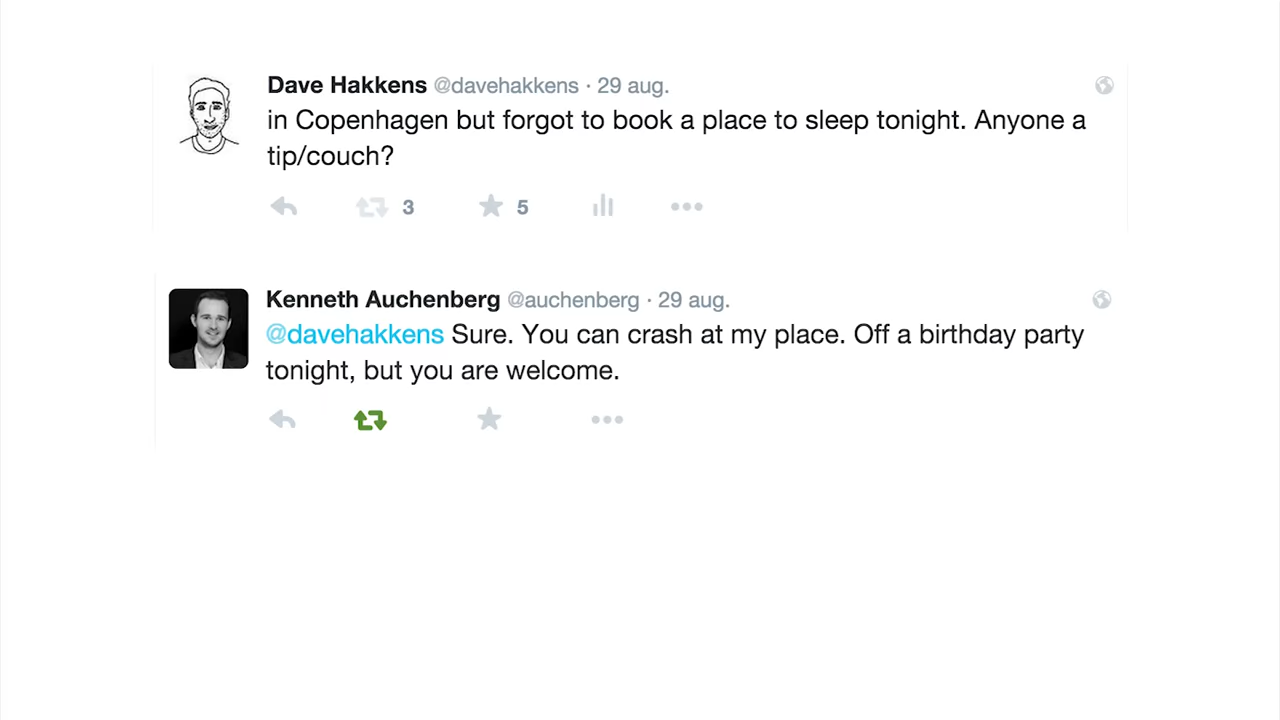 Dave Hakkens @davehakkens · 29 aug.
in Copenhagen but forgot to book a place to sleep tonight. Anyone a
tip/couch?
3 5
Kenneth Auchenberg @auchenberg · 29 aug.
@davehakkens Sure. You can crash at my place. Off a birthday party
tonight, but you are welcome.